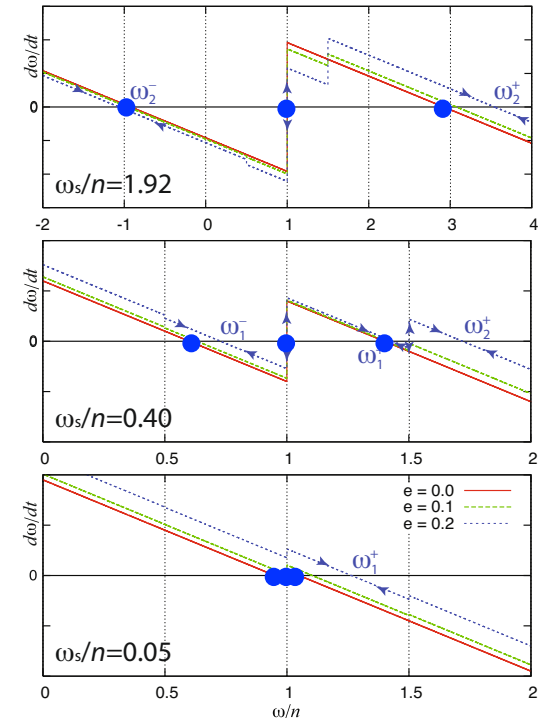 dω/dt
0
ω₂⁻
ω₂⁺
ωs/n=1.92
-2 -1 0 1 2 3 4
dω/dt
0
ω₁⁻
ω₁⁺
ω₂⁺
ωs/n=0.40
0 0.5 1 1.5 2
dω/dt
e = 0.0
e = 0.1
e = 0.2
ω₁⁺
0
ωs/n=0.05
0 0.5 1 1.5 2
ω/n